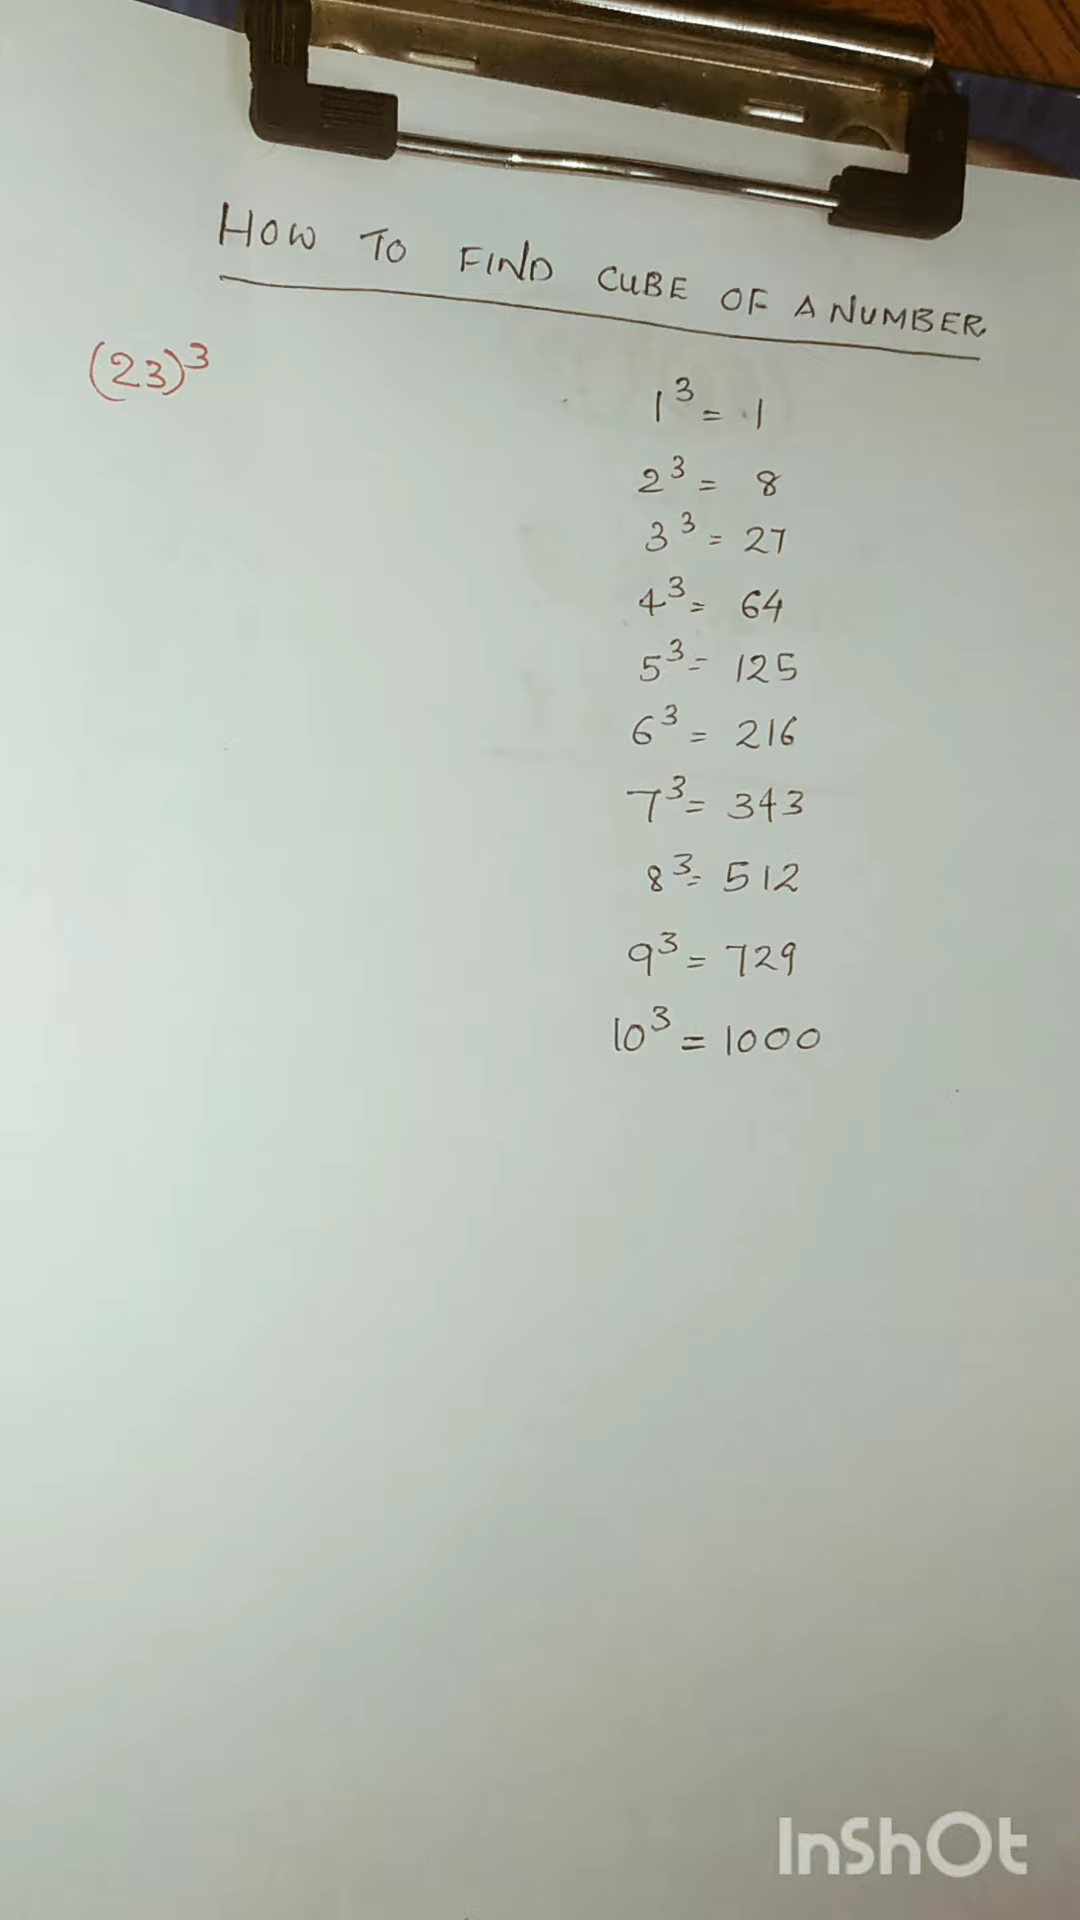 HOW TO FIND CUBE OF A NUMBER
(23)³
1³ = 1
2³ = 8
3³ = 27
4³ = 64
5³ = 125
6³ = 216
7³ = 343
8³ = 512
9³ = 729
10³ = 1000
InShOt